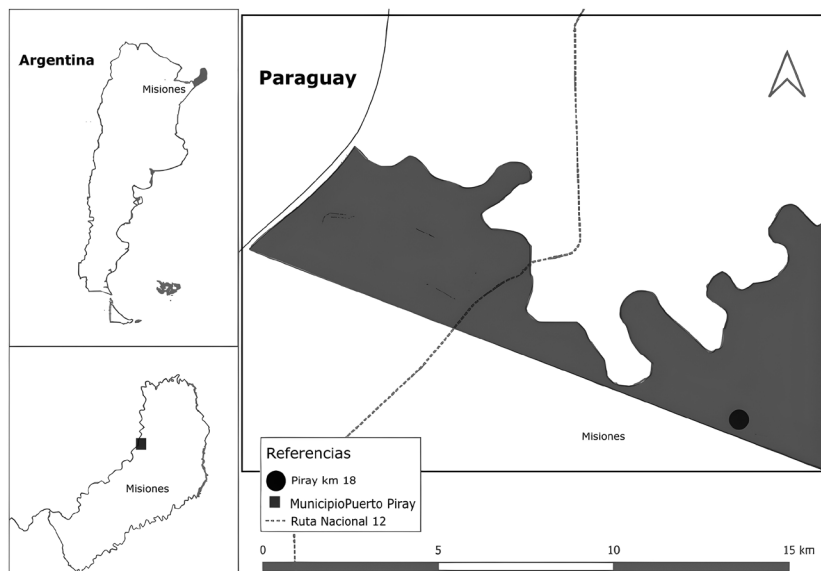 Argentina
Misiones
Paraguay
Misiones
Misiones
Referencias
Piray km 18
MunicipioPuerto Piray
Ruta Nacional 12
0 5 10 15 km